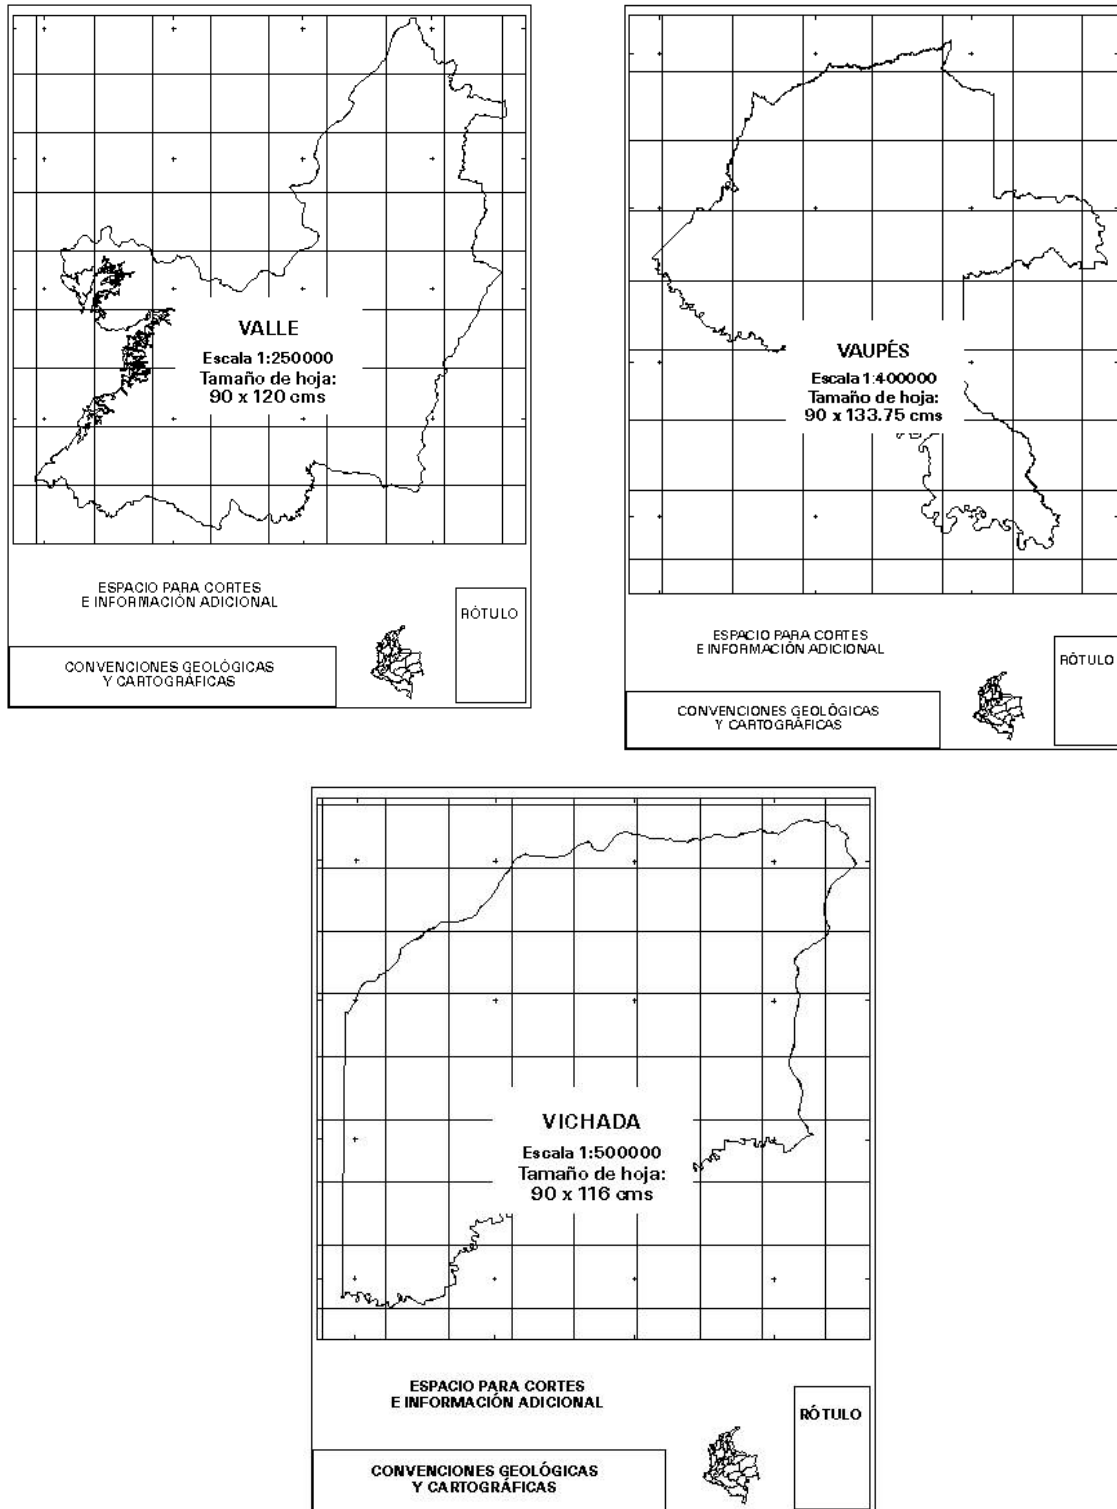 VALLE
Escala 1:250000
Tamaño de hoja:
90 x 120 cms
ESPACIO PARA CORTES
E INFORMACIÓN ADICIONAL
RÓTULO
CONVENCIONES GEOLÓGICAS
Y CARTOGRÁFICAS
VAUPÉS
Escala 1:400000
Tamaño de hoja:
90 x 133.75 cms
ESPACIO PARA CORTES
E INFORMACIÓN ADICIONAL
RÓTULO
CONVENCIONES GEOLÓGICAS
Y CARTOGRÁFICAS
VICHADA
Escala 1:500000
Tamaño de hoja:
90 x 116 cms
ESPACIO PARA CORTES
E INFORMACIÓN ADICIONAL
RÓTULO
CONVENCIONES GEOLÓGICAS
Y CARTOGRÁFICAS